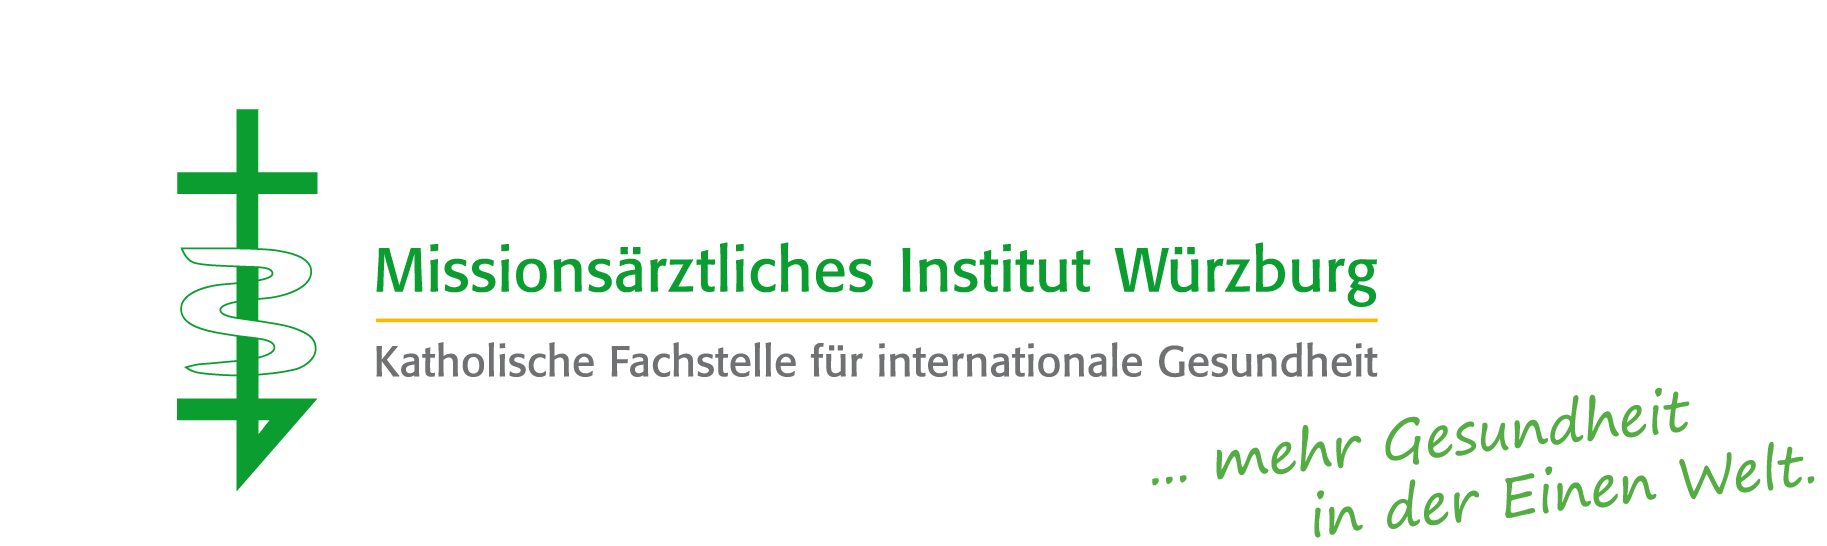 Missionsärztliches Institut Würzburg
Katholische Fachstelle für internationale Gesundheit
... mehr Gesundheit
in der Einen Welt.